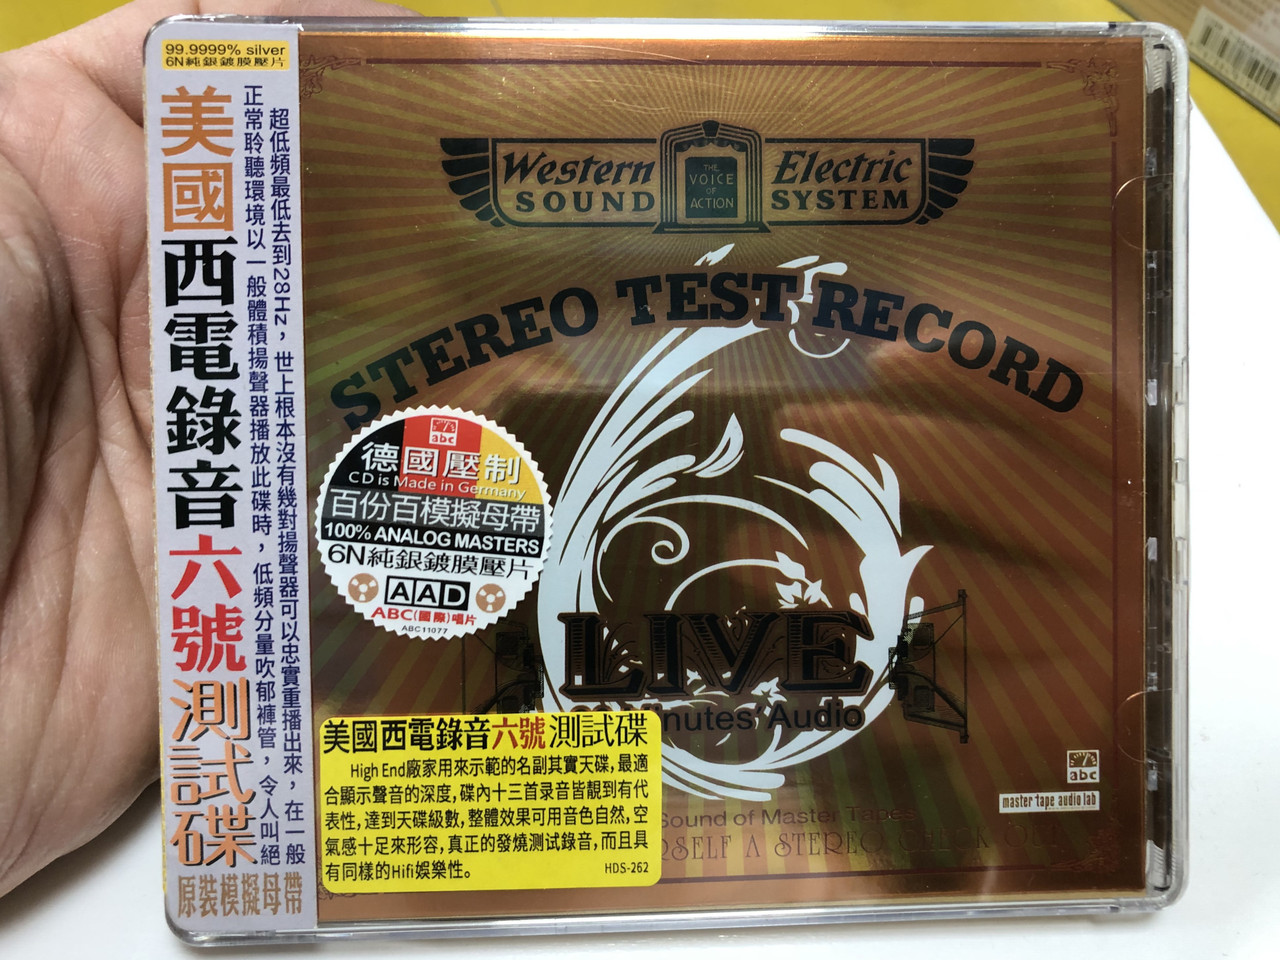 99.9999% silver
6N純銀鍍膜壓片
美國西電錄音六號測試碟
超低頻最低去到28Hz，世上根本沒有幾對揚聲器可以忠實重播出來，在一般
正常聆聽環境以一般體積揚聲器播放此碟時，低頻分量吹郁褲管，令人叫絕
原裝模擬母帶
Western Electric
SOUND SYSTEM
THE
VOICE
OF
ACTION
STEREO TEST RECORD
abc
德國壓制
CD is Made in Germany
百份百模擬母帶
100% ANALOG MASTERS
6N純銀鍍膜壓片
AAD
ABC(國際)唱片
ABC11077
LIVE
Minutes' Audio
美國西電錄音六號測試碟
High End廠家用來示範的名副其實天碟，最適
合顯示聲音的深度，碟內十三首录音皆靚到有代
表性，達到天碟級數，整體效果可用音色自然，空
氣感十足來形容，真正的發燒測试錄音，而且具
有同樣的Hifi娛樂性。
HDS-262
abc
master tape audio lab
Sound of Master Tapes
A STEREO CHECK